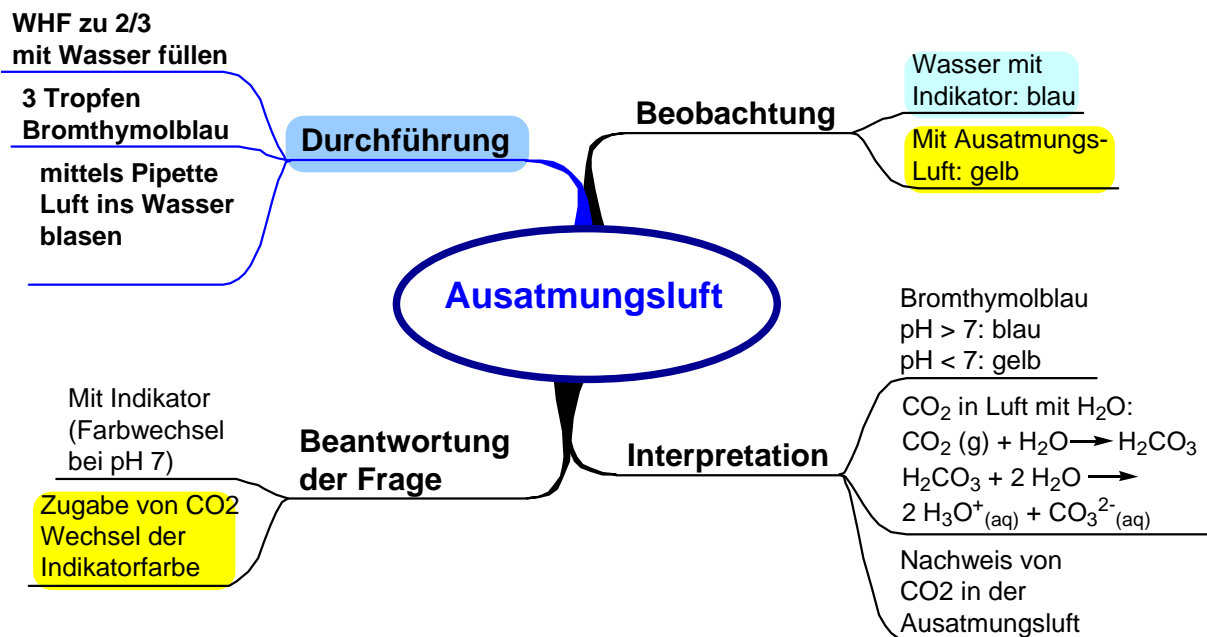 WHF zu 2/3
mit Wasser füllen
3 Tropfen
Bromthymolblau
mittels Pipette
Luft ins Wasser
blasen
Durchführung
Beobachtung
Wasser mit
Indikator: blau
Mit Ausatmungs-
Luft: gelb
Ausatmungsluft
Mit Indikator
(Farbwechsel
bei pH 7)
Zugabe von CO2
Wechsel der
Indikatorfarbe
Beantwortung
der Frage
Interpretation
Bromthymolblau
pH > 7: blau
pH < 7: gelb
CO₂ in Luft mit H₂O:
CO₂ (g) + H₂O → H₂CO₃
H₂CO₃ + 2 H₂O →
2 H₃O⁺(aq) + CO₃²⁻(aq)
Nachweis von
CO2 in der
Ausatmungsluft